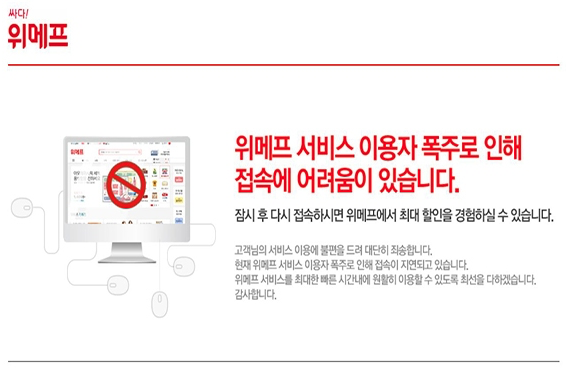 싸다!
위메프
위메프 서비스 이용자 폭주로 인해
접속에 어려움이 있습니다.
잠시 후 다시 접속하시면 위메프에서 최대 할인을 경험하실 수 있습니다.
고객님의 서비스 이용에 불편을 드려 대단히 죄송합니다.
현재 위메프 서비스 이용자 폭주로 인해 접속이 지연되고 있습니다.
위메프 서비스를 최대한 빠른 시간내에 원활히 이용할 수 있도록 최선을 다하겠습니다.
감사합니다.
위메프